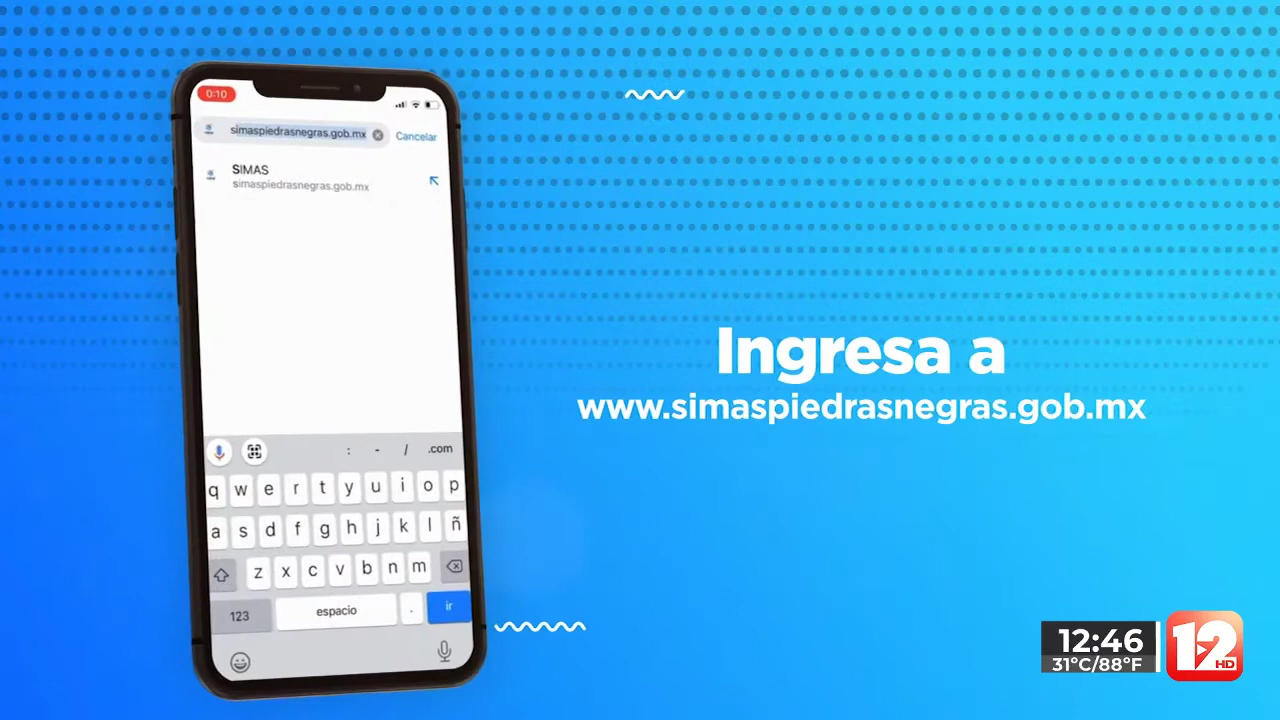 0:10
simaspiedrasnegras.gob.mx
Cancelar
SIMAS
simaspiedrasnegras.gob.mx
Ingresa a
www.simaspiedrasnegras.gob.mx
: - / .com
q w e r t y u i o p
a s d f g h j k l ñ
z x c v b n m
123 espacio . ir
12:46
31°C/88°F
12
HD